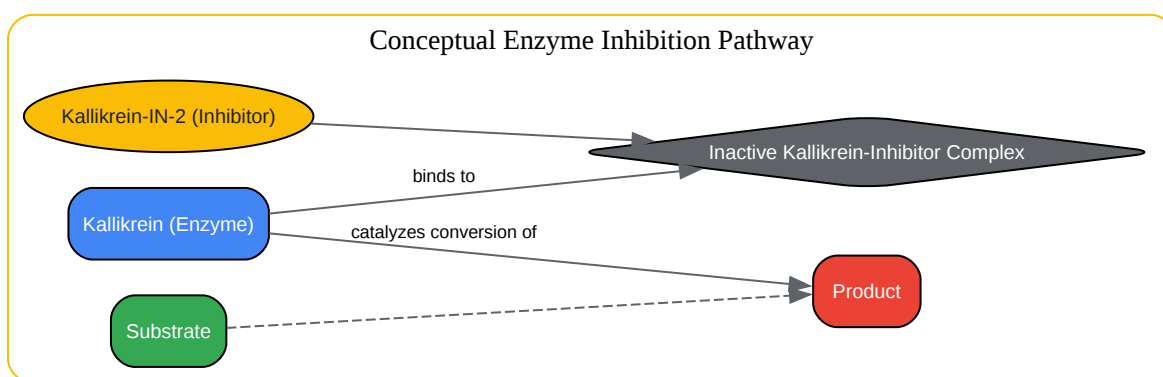 Conceptual Enzyme Inhibition Pathway
Kallikrein-IN-2 (Inhibitor)
Inactive Kallikrein-Inhibitor Complex
binds to
Kallikrein (Enzyme)
catalyzes conversion of
Product
Substrate